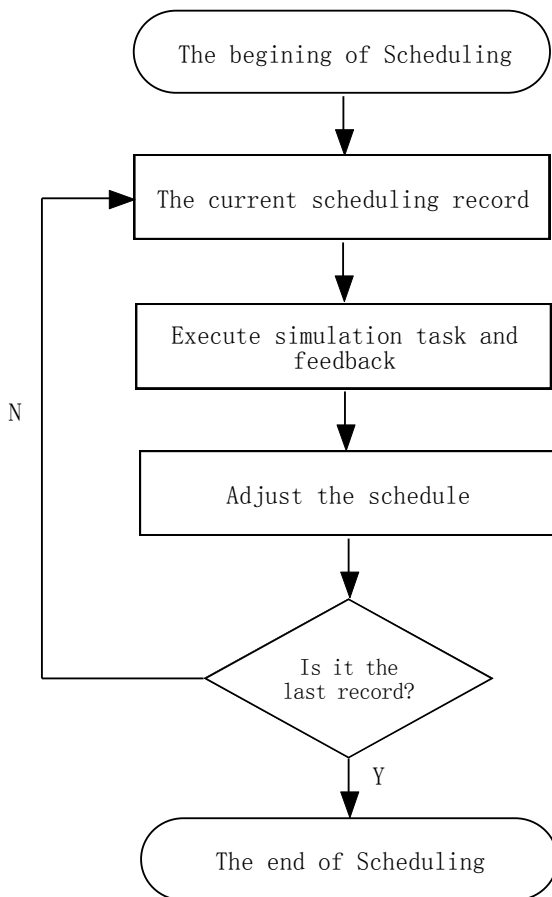 The begining of Scheduling
The current scheduling record
Execute simulation task and
feedback
N
Adjust the schedule
Is it the
last record?
Y
The end of Scheduling